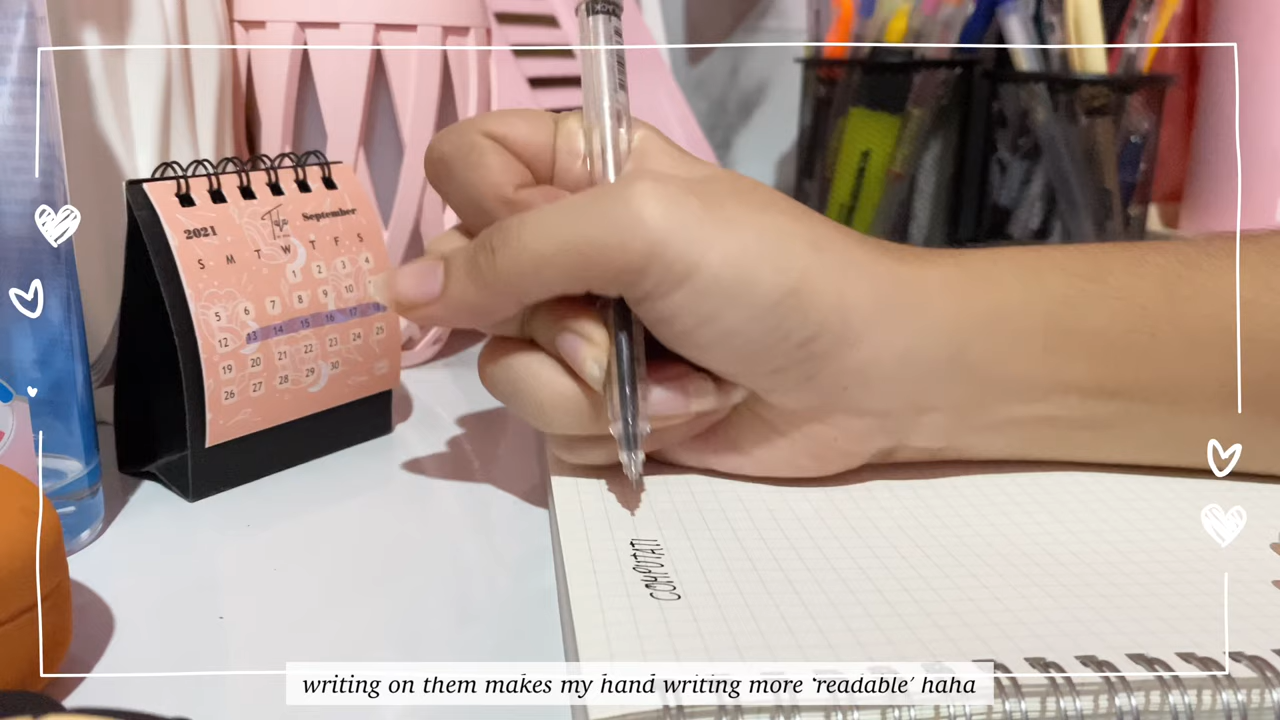 BLACK
2021 Tala September
S M T W T F S
1 2 3 4
5 6 7 8 9 10
12 13 14 15 16 17 18
19 20 21 22 23 24 25
26 27 28 29 30
COMPUTATI
writing on them makes my hand writing more ‘readable’ haha